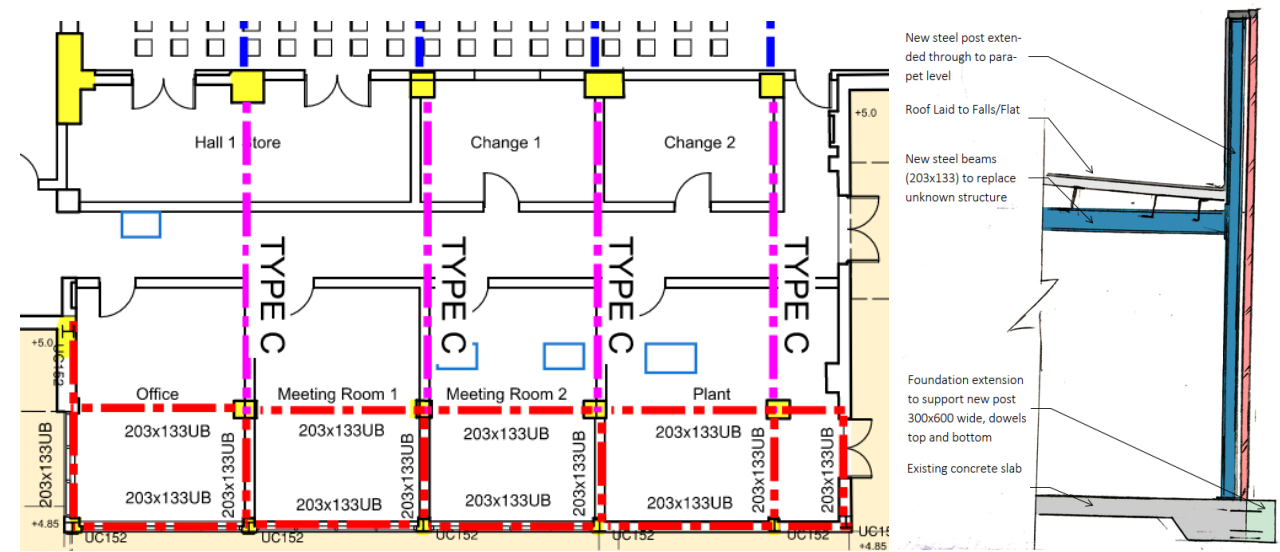 Hall 1 Store
Change 1
Change 2
+5.0
TYPE C
TYPE C
TYPE C
TYPE C
+5.0
UC152
Office
Meeting Room 1
Meeting Room 2
Plant
203x133UB
203x133UB
203x133UB
203x133UB
203x133UB
203x133UB
203x133UB
203x133UB
203x133UB
203x133UB
203x133UB
203x133UB
203x133UB
203x133UB
+4.85
UC152
UC152
UC152
UC15
+4.85
New steel post exten-
ded through to para-
pet level
Roof Laid to Falls/Flat
New steel beams
(203x133) to replace
unknown structure
Foundation extension
to support new post
300x600 wide, dowels
top and bottom
Existing concrete slab